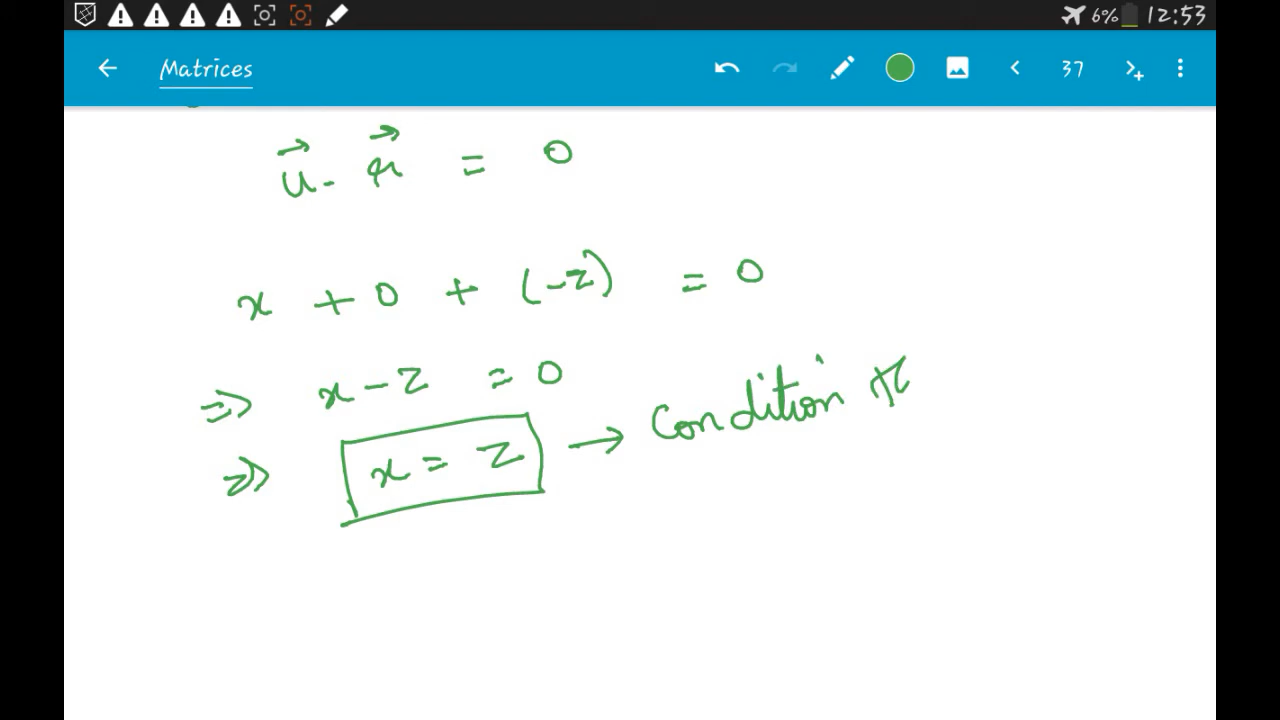 6% 12:53
Matrices 37
u . r = 0
x + 0 + (-z) = 0
⇒ x - z = 0
⇒ x = z → Condition